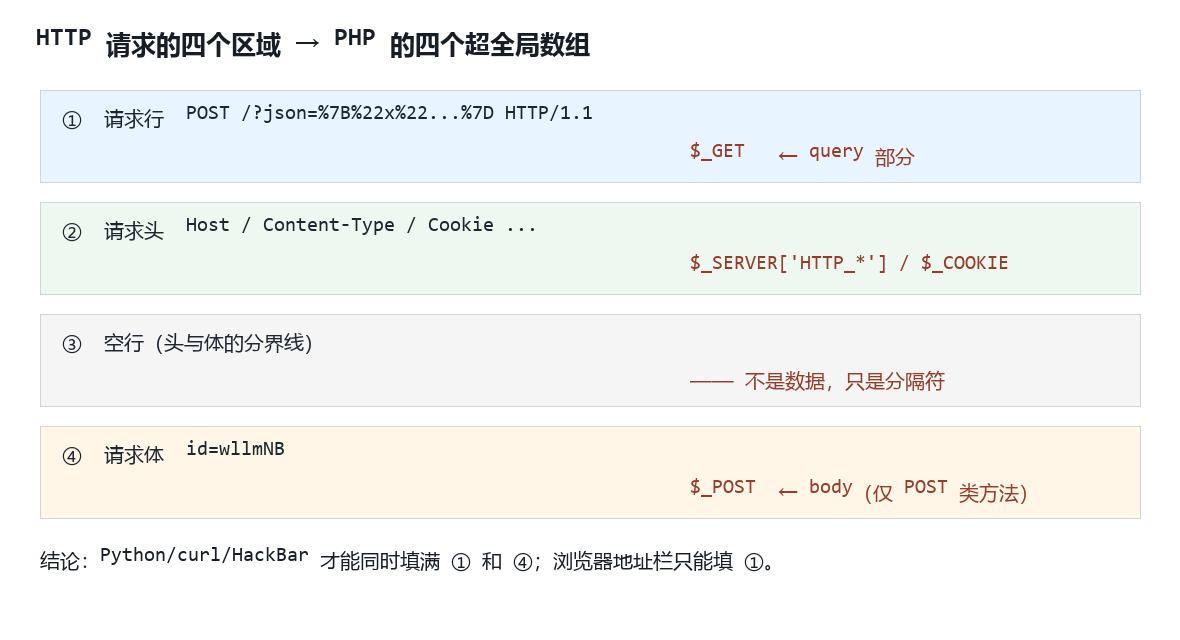 HTTP 请求的四个区域 → PHP 的四个超全局数组
① 请求行 POST /?json=%7B%22x%22...%7D HTTP/1.1
$_GET ← query 部分
② 请求头 Host / Content-Type / Cookie ...
$_SERVER['HTTP_*'] / $_COOKIE
③ 空行（头与体的分界线）
—— 不是数据，只是分隔符
④ 请求体 id=wllmNB
$_POST ← body（仅 POST 类方法）
结论：Python/curl/HackBar 才能同时填满 ① 和 ④；浏览器地址栏只能填 ①。